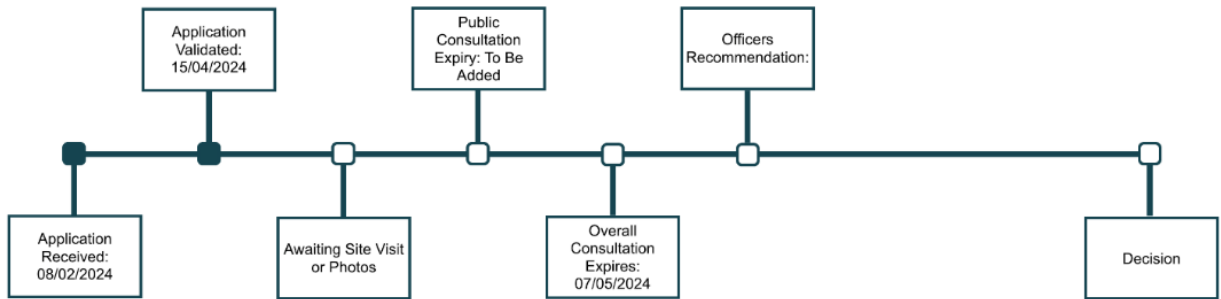 Application
Validated:
15/04/2024
Public
Consultation
Expiry: To Be
Added
Officers
Recommendation:
Application
Received:
08/02/2024
Awaiting Site Visit
or Photos
Overall
Consultation
Expires:
07/05/2024
Decision